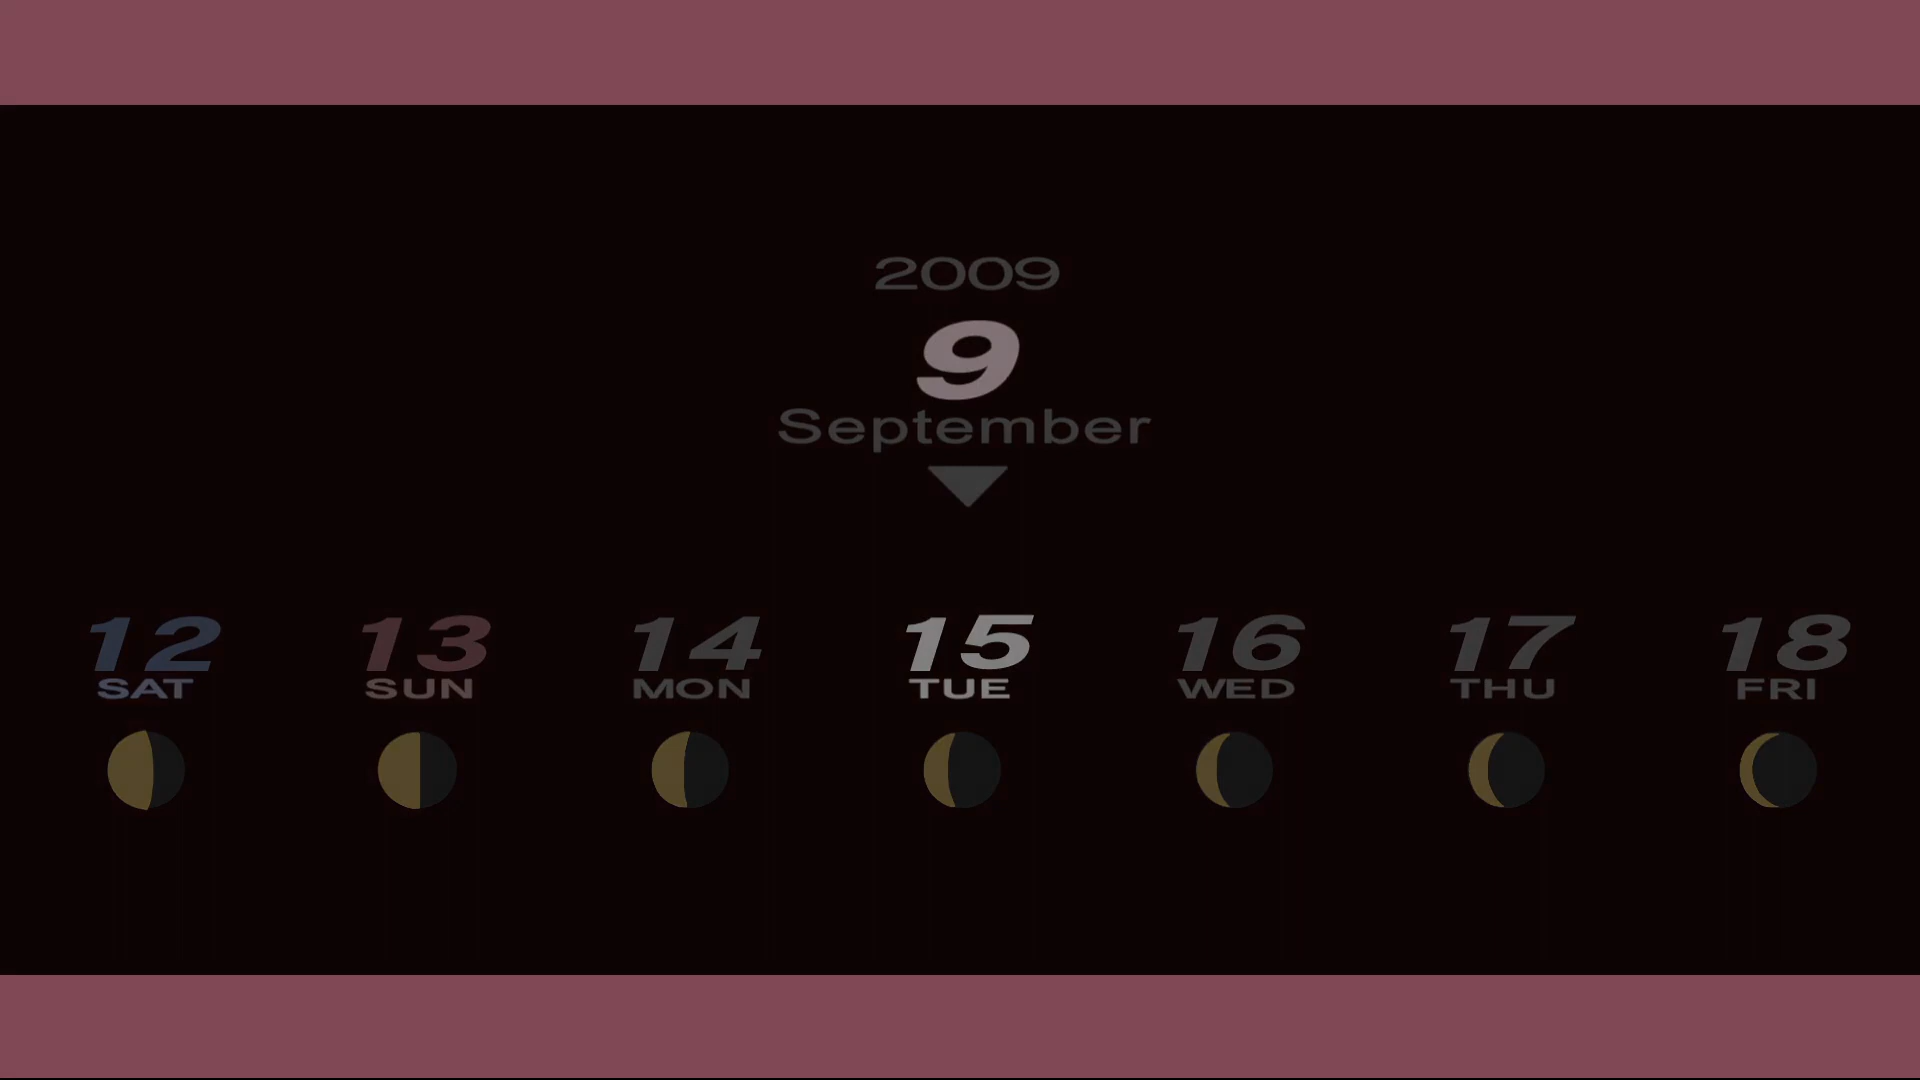 2009
9
September
12 13 14 15 16 17 18
SAT SUN MON TUE WED THU FRI